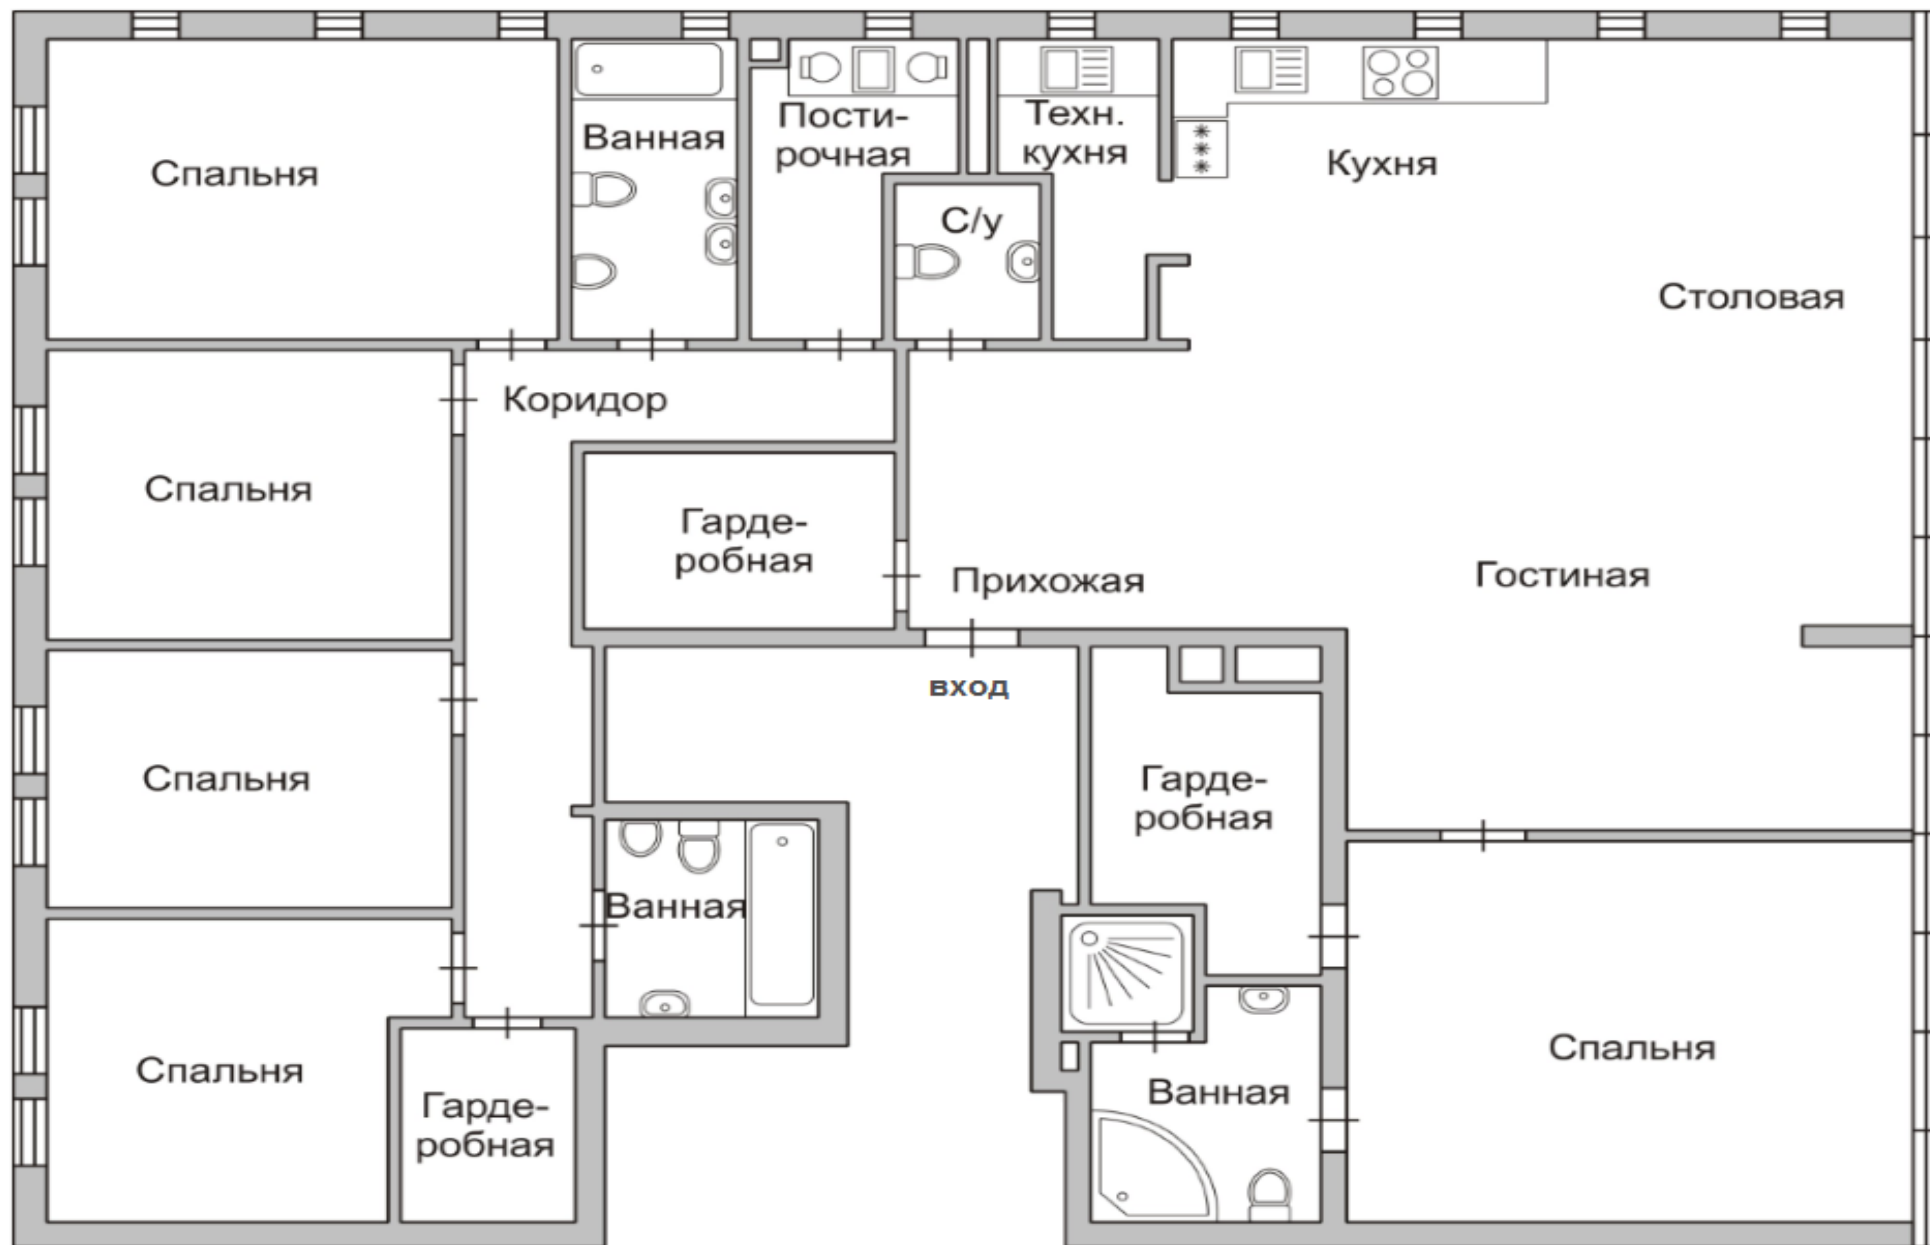 Спальня
Ванная
Пости-
рочная
Техн.
кухня
Кухня
С/у
Столовая
Коридор
Спальня
Гарде-
робная
Прихожая
Гостиная
вход
Спальня
Гарде-
робная
Ванная
Спальня
Гарде-
робная
Ванная
Спальня